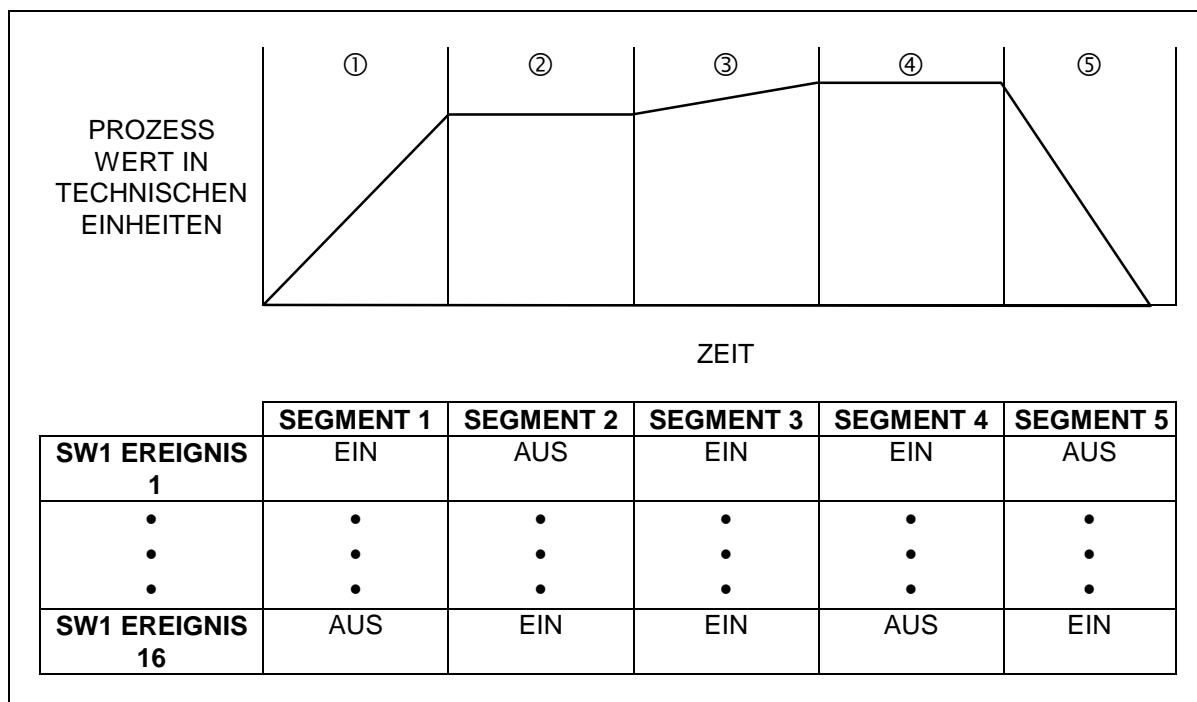 ① ② ③ ④ ⑤
PROZESS
WERT IN
TECHNISCHEN
EINHEITEN
ZEIT
SEGMENT 1 SEGMENT 2 SEGMENT 3 SEGMENT 4 SEGMENT 5
SW1 EREIGNIS EIN AUS EIN EIN AUS
1
• • • • • •
• • • • • •
• • • • • •
SW1 EREIGNIS AUS EIN EIN AUS EIN
16